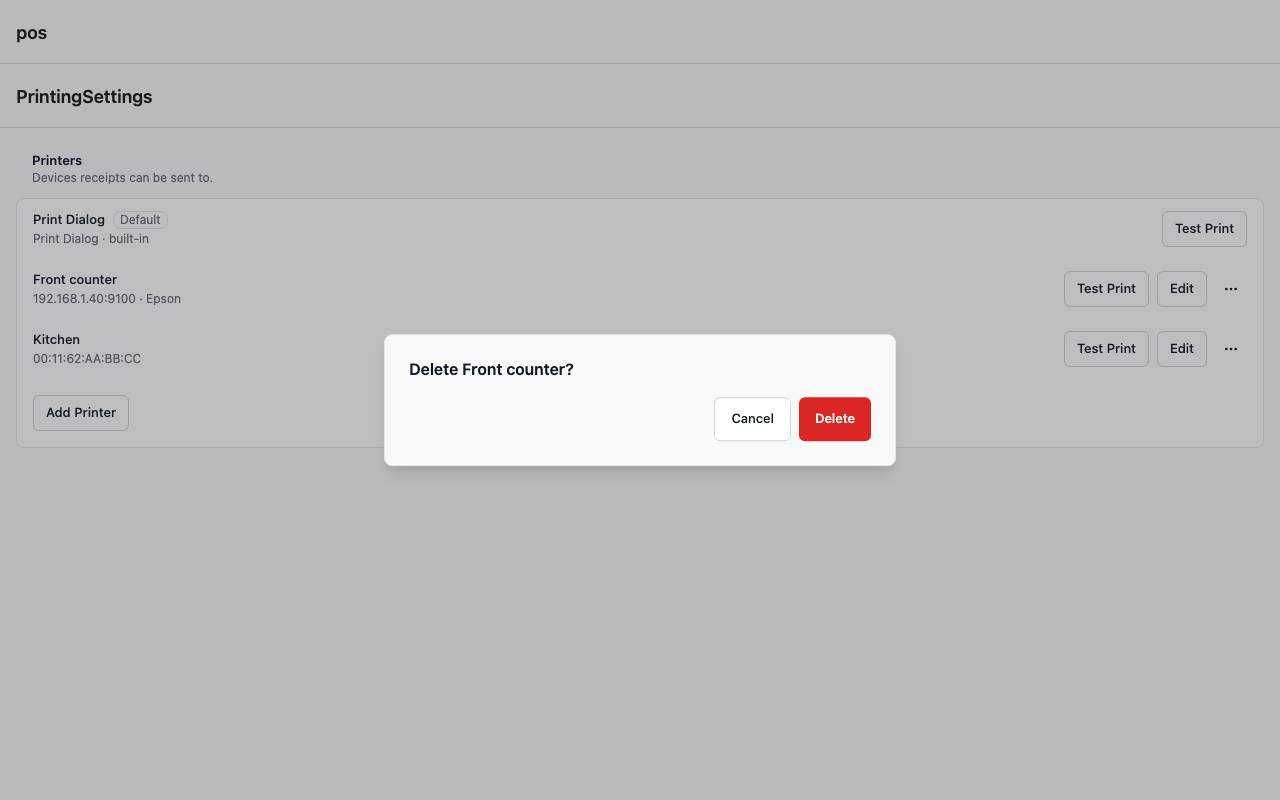 pos
PrintingSettings
Printers
Devices receipts can be sent to.
Print Dialog Default
Print Dialog · built-in
Test Print
Front counter
192.168.1.40:9100 · Epson
Test Print Edit ···
Kitchen
00:11:62:AA:BB:CC
Test Print Edit ···
Add Printer
Delete Front counter?
Cancel Delete